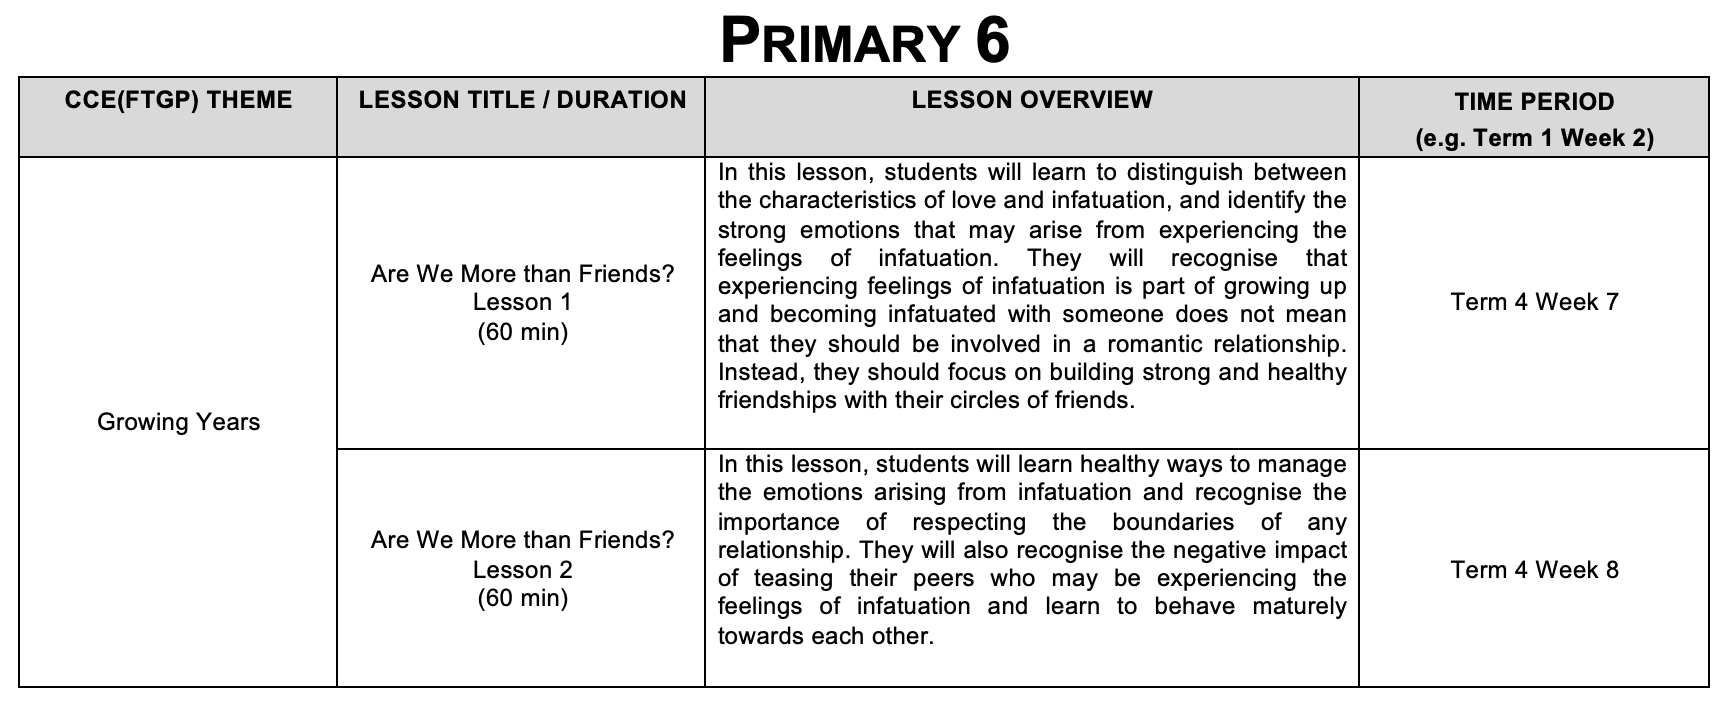 PRIMARY 6
CCE(FTGP) THEME
LESSON TITLE / DURATION
LESSON OVERVIEW
TIME PERIOD
(e.g. Term 1 Week 2)
Growing Years
Are We More than Friends?
Lesson 1
(60 min)
In this lesson, students will learn to distinguish between
the characteristics of love and infatuation, and identify the
strong emotions that may arise from experiencing the
feelings of infatuation. They will recognise that
experiencing feelings of infatuation is part of growing up
and becoming infatuated with someone does not mean
that they should be involved in a romantic relationship.
Instead, they should focus on building strong and healthy
friendships with their circles of friends.
Term 4 Week 7
Are We More than Friends?
Lesson 2
(60 min)
In this lesson, students will learn healthy ways to manage
the emotions arising from infatuation and recognise the
importance of respecting the boundaries of any
relationship. They will also recognise the negative impact
of teasing their peers who may be experiencing the
feelings of infatuation and learn to behave maturely
towards each other.
Term 4 Week 8